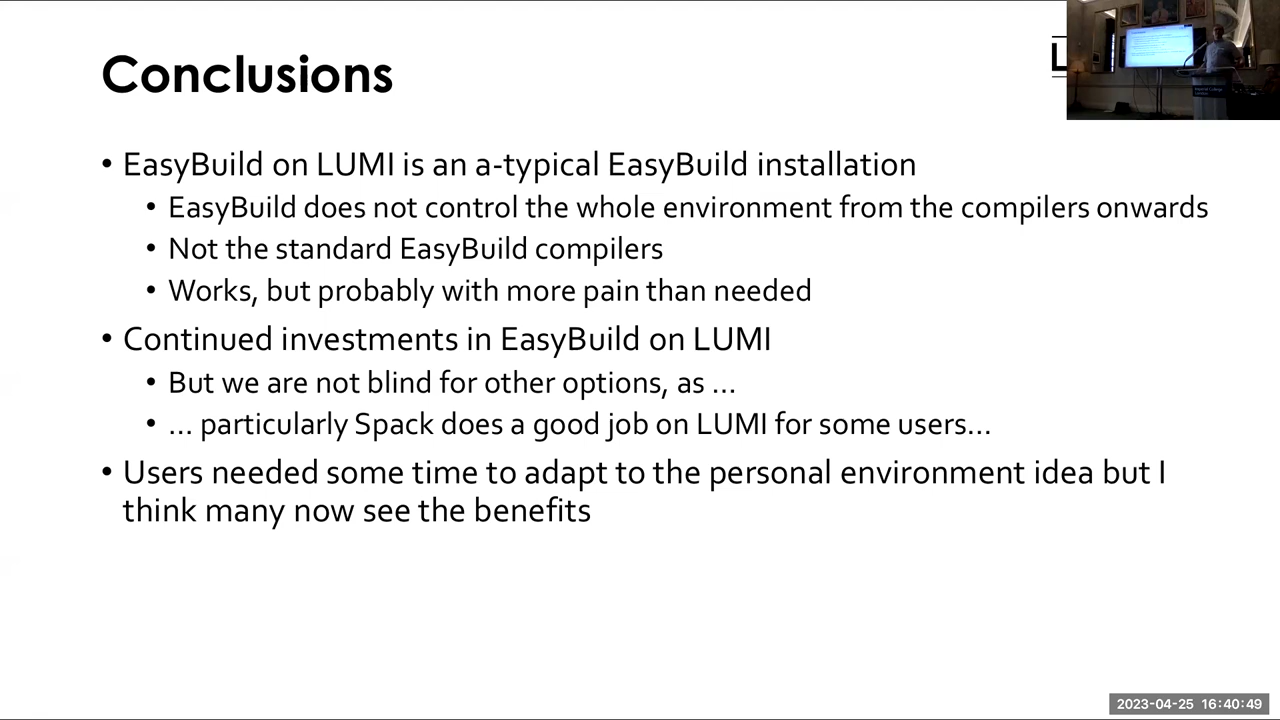 Conclusions
• EasyBuild on LUMI is an a-typical EasyBuild installation
• EasyBuild does not control the whole environment from the compilers onwards
• Not the standard EasyBuild compilers
• Works, but probably with more pain than needed
• Continued investments in EasyBuild on LUMI
• But we are not blind for other options, as …
• … particularly Spack does a good job on LUMI for some users…
• Users needed some time to adapt to the personal environment idea but I
think many now see the benefits
2023-04-25 16:40:49